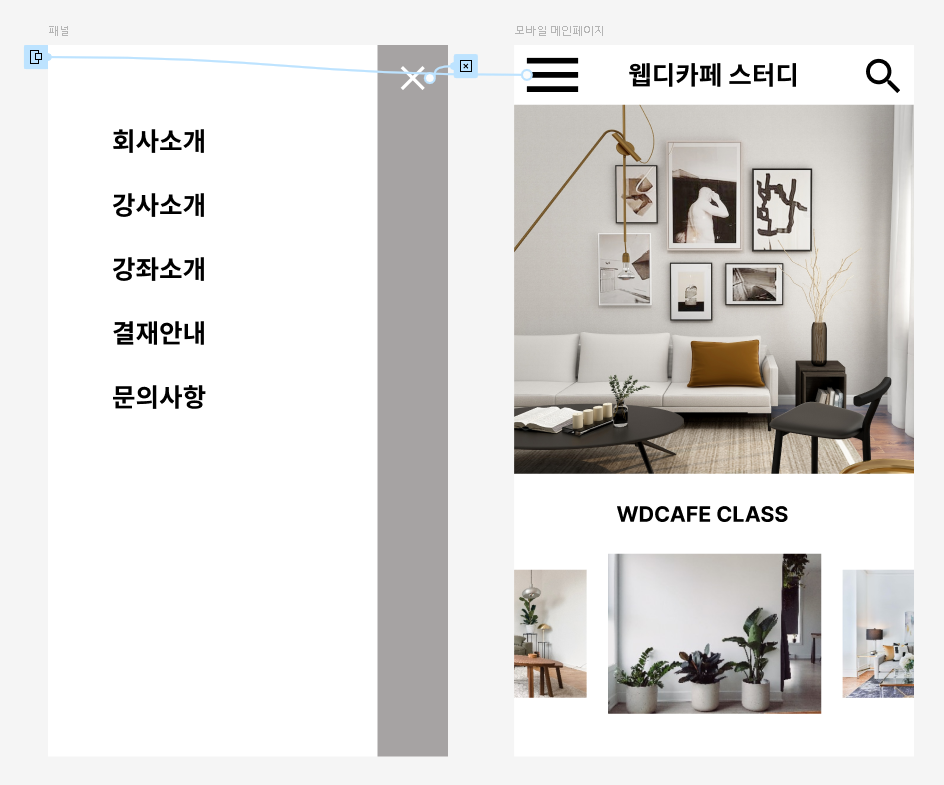 패널
회사소개
강사소개
강좌소개
결재안내
문의사항
모바일 메인페이지
웹디카페 스터디
WDCAFE CLASS